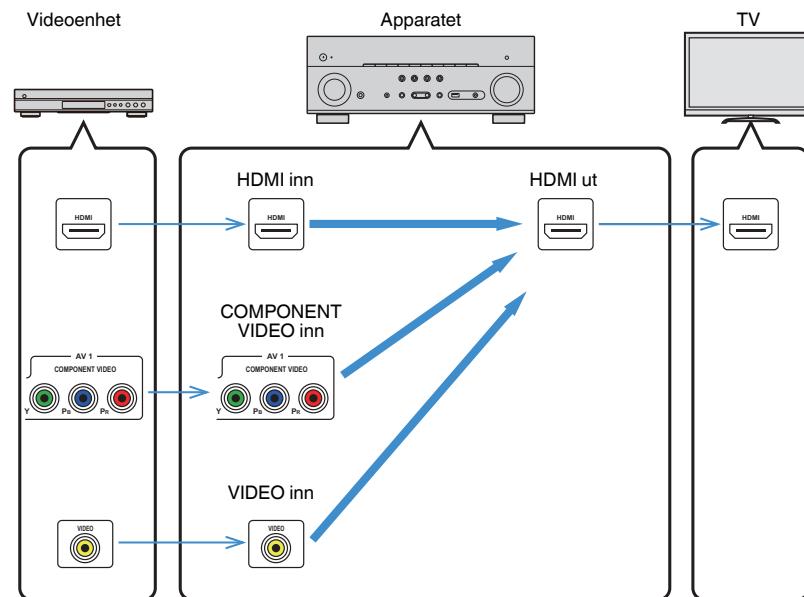 Videoenhet
Apparatet
TV
HDMI inn
HDMI ut
HDMI
HDMI
HDMI
HDMI
COMPONENT
VIDEO inn
AV 1
COMPONENT VIDEO
Y PB PR
AV 1
COMPONENT VIDEO
Y PB PR
VIDEO inn
VIDEO
VIDEO